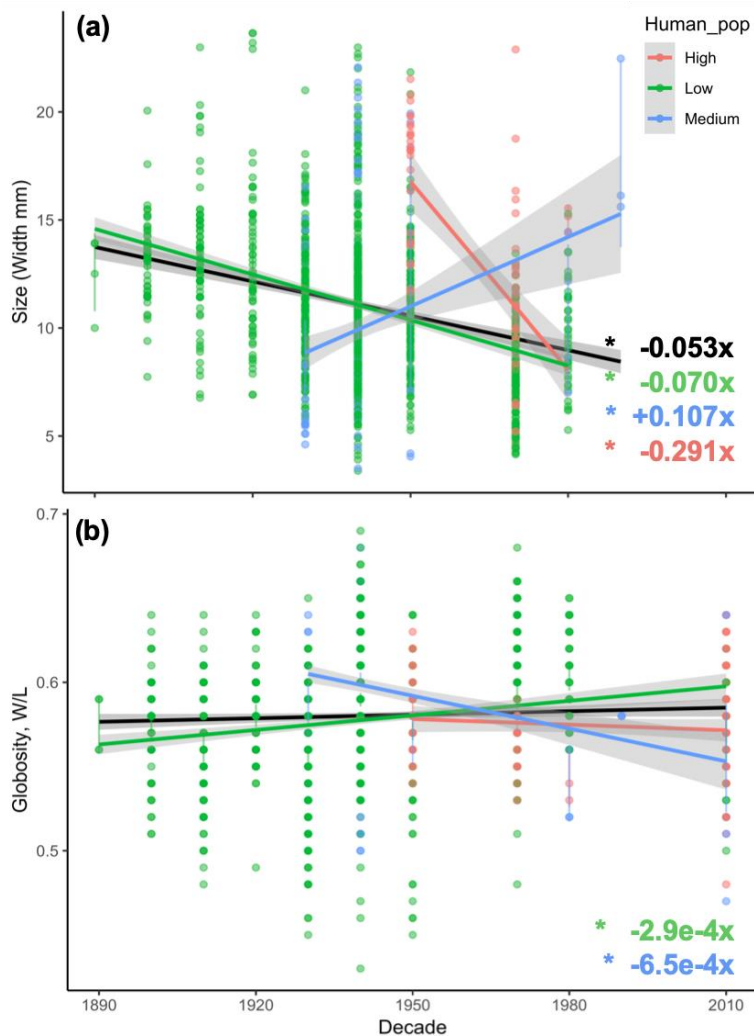 (a)
Human_pop
High
Low
Medium
20
15
10
5
Size (Width mm)
* -0.053x
* -0.070x
* +0.107x
* -0.291x
(b)
0.7
0.6
0.5
Globosity, W/L
* -2.9e-4x
* -6.5e-4x
1890
1920
1950
1980
2010
Decade